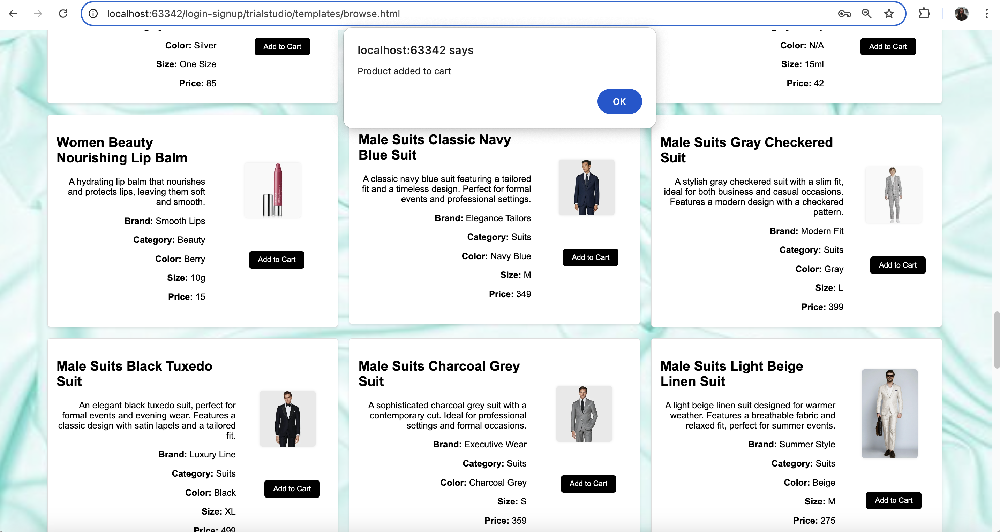 localhost:63342/login-signup/trialstudio/templates/browse.html
localhost:63342 says
Product added to cart
OK
Color: Silver
Size: One Size
Price: 85
Add to Cart
Color: N/A
Size: 15ml
Price: 42
Add to Cart
Women Beauty
Nourishing Lip Balm
A hydrating lip balm that nourishes
and protects lips, leaving them soft
and smooth.
Brand: Smooth Lips
Category: Beauty
Color: Berry
Size: 10g
Price: 15
Add to Cart
Male Suits Classic Navy
Blue Suit
A classic navy blue suit featuring a tailored
fit and a timeless design. Perfect for formal
events and professional settings.
Brand: Elegance Tailors
Category: Suits
Color: Navy Blue
Size: M
Price: 349
Add to Cart
Male Suits Gray Checkered
Suit
A stylish gray checkered suit with a slim fit,
ideal for both business and casual occasions.
Features a modern design with a checkered
pattern.
Brand: Modern Fit
Category: Suits
Color: Gray
Size: L
Price: 399
Add to Cart
Male Suits Black Tuxedo
Suit
An elegant black tuxedo suit, perfect for
formal events and evening wear. Features a
classic design with satin lapels and a tailored
fit.
Brand: Luxury Line
Category: Suits
Color: Black
Size: XL
Price: 499
Add to Cart
Male Suits Charcoal Grey
Suit
A sophisticated charcoal grey suit with a
contemporary cut. Ideal for professional
settings and formal occasions.
Brand: Executive Wear
Category: Suits
Color: Charcoal Grey
Size: S
Price: 359
Add to Cart
Male Suits Light Beige
Linen Suit
A light beige linen suit designed for warmer
weather. Features a breathable fabric and
relaxed fit, perfect for summer events.
Brand: Summer Style
Category: Suits
Color: Beige
Size: M
Price: 275
Add to Cart